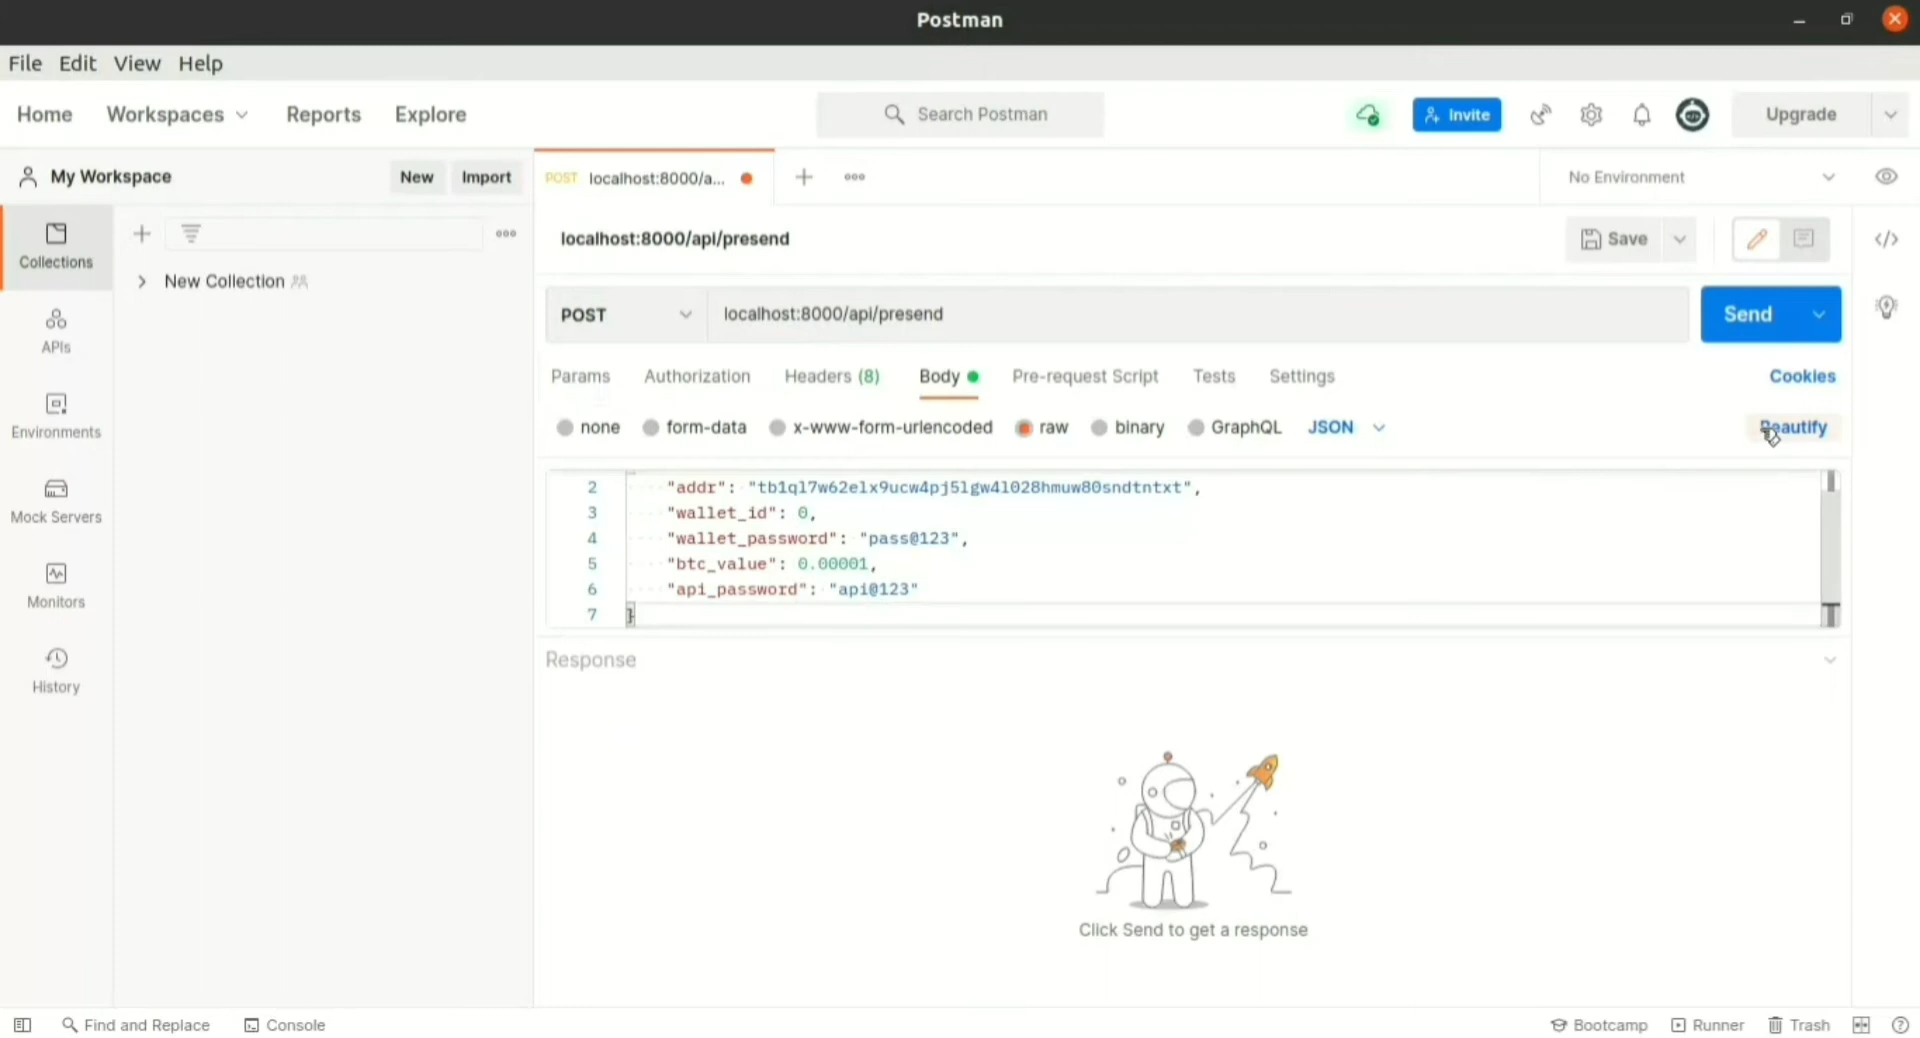 Postman
File Edit View Help
Home Workspaces Reports Explore Search Postman Invite Upgrade
My Workspace New Import POST localhost:8000/a... No Environment
Collections
New Collection
APIs
Environments
Mock Servers
Monitors
History
localhost:8000/api/presend Save
POST localhost:8000/api/presend Send
Params Authorization Headers (8) Body Pre-request Script Tests Settings Cookies
none form-data x-www-form-urlencoded raw binary GraphQL JSON Beautify
2 "addr": "tb1ql7w62elx9ucw4pj5lgw4l028hmuw80sndtntxt",
3 "wallet_id": 0,
4 "wallet_password": "pass@123",
5 "btc_value": 0.00001,
6 "api_password": "api@123"
7 }
Response
Click Send to get a response
Find and Replace Console Bootcamp Runner Trash